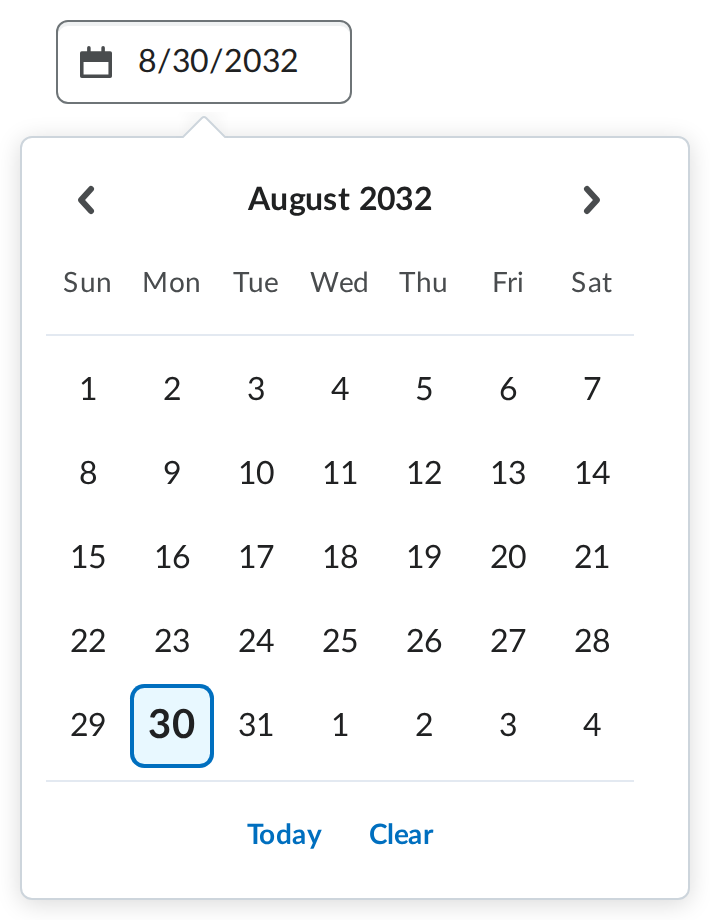 8/30/2032
August 2032
Sun Mon Tue Wed Thu Fri Sat
1 2 3 4 5 6 7
8 9 10 11 12 13 14
15 16 17 18 19 20 21
22 23 24 25 26 27 28
29 30 31 1 2 3 4
Today Clear